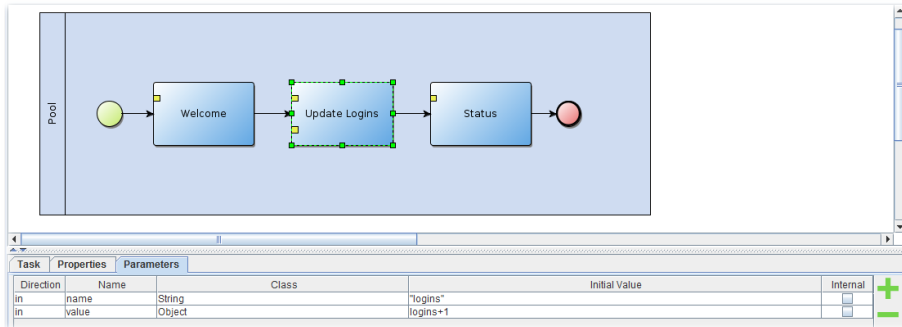 Pool
Welcome
Update Logins
Status
Task Properties Parameters
Direction Name Class Initial Value Internal
in name String "logins"
in value Object logins+1